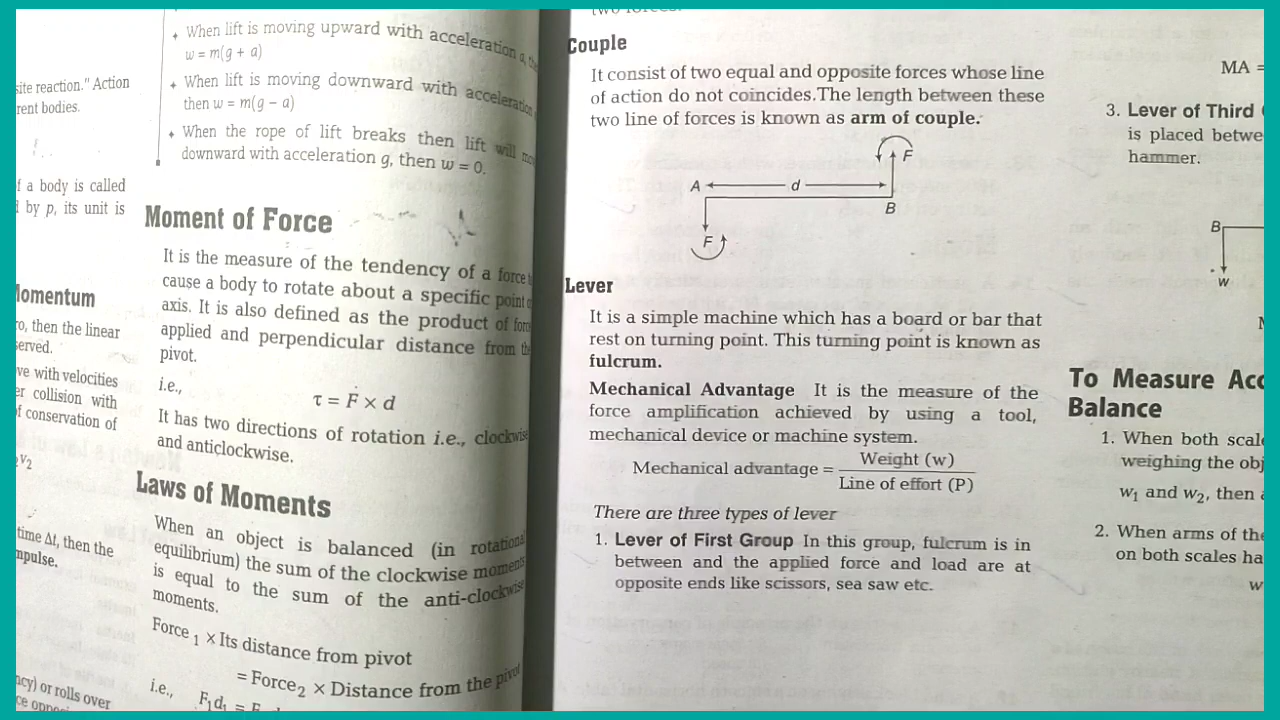 site reaction." Action
rent bodies.
f a body is called
by p, its unit is
Momentum
ro, then the linear
served.
ve with velocities
er collision with
of conservation of
v2
time Δt, then the
mpulse.
ncy) or rolls over
When lift is moving upward with acceleration a,
w = m(g + a)
When lift is moving downward with acceleration
then w = m(g − a)
When the rope of lift breaks then lift will
downward with acceleration g, then w = 0.
Moment of Force
It is the measure of the tendency of a force
cause a body to rotate about a specific point
axis. It is also defined as the product of force
applied and perpendicular distance from the
pivot.
i.e.,
τ = F × d
It has two directions of rotation i.e., clockwise
and anticlockwise.
Laws of Moments
When an object is balanced (in rotational
equilibrium) the sum of the clockwise moments
is equal to the sum of the anti-clockwise
moments.
Force1 × Its distance from pivot
= Force2 × Distance from the pivot
i.e., F1d1 =
two forces.
Couple
It consist of two equal and opposite forces whose line
of action do not coincides.The length between these
two line of forces is known as arm of couple.
F
A d
B
F
Lever
It is a simple machine which has a board or bar that
rest on turning point. This turning point is known as
fulcrum.
Mechanical Advantage It is the measure of the
force amplification achieved by using a tool,
mechanical device or machine system.
Mechanical advantage = Weight (w)
Line of effort (P)
There are three types of lever
1. Lever of First Group In this group, fulcrum is in
between and the applied force and load are at
opposite ends like scissors, sea saw etc.
MA =
3. Lever of Third
is placed betwe
hammer.
B
w
To Measure Acc
Balance
1. When both scale
weighing the obj
w1 and w2, then
2. When arms of the
on both scales ha
w